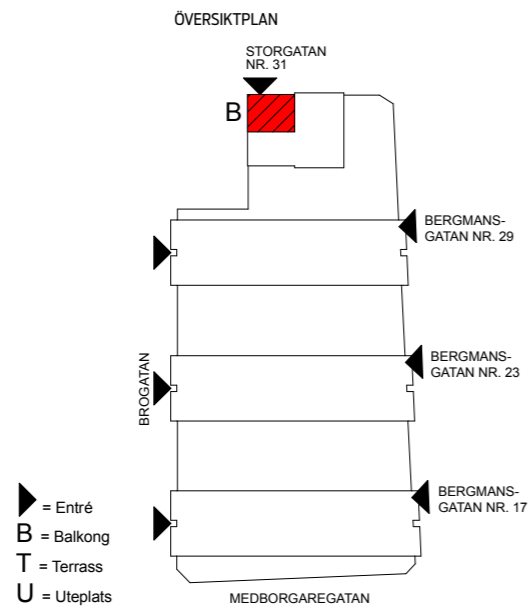 ÖVERSIKTPLAN
STORGATAN
NR. 31
B
BERGMANS-
GATAN NR. 29
BROGATAN
BERGMANS-
GATAN NR. 23
BERGMANS-
GATAN NR. 17
= Entré
B = Balkong
T = Terrass
U = Uteplats
MEDBORGAREGATAN